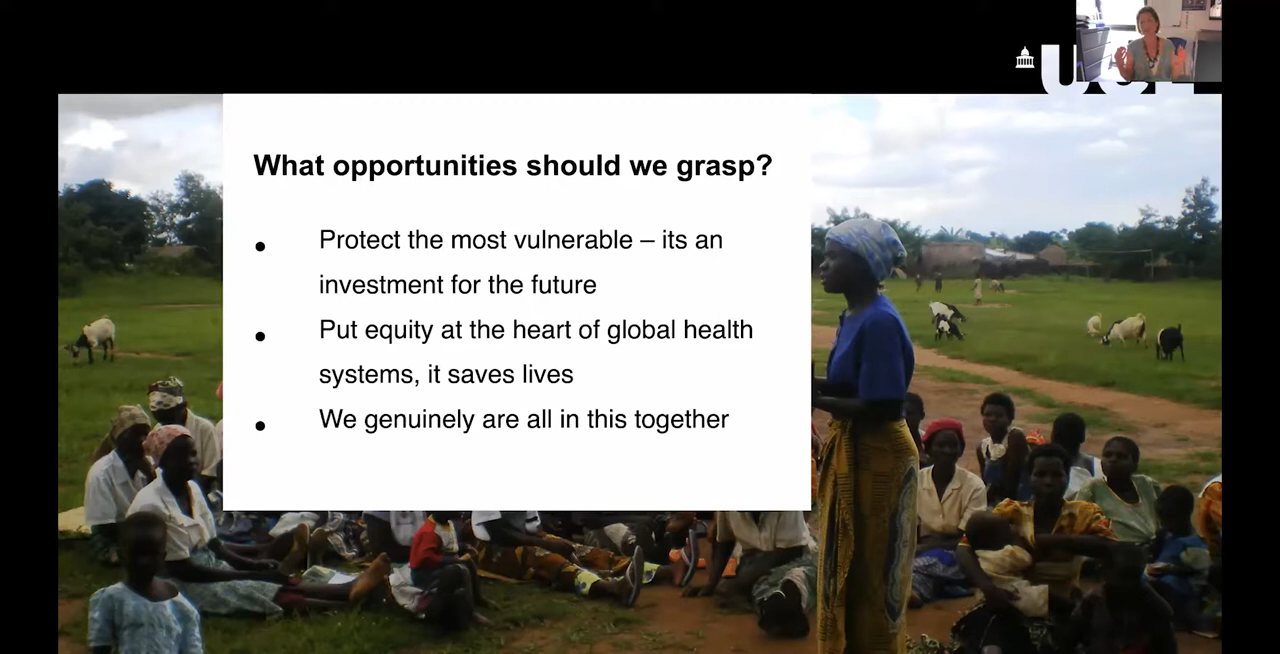 UCL
What opportunities should we grasp?
• Protect the most vulnerable – its an
investment for the future
• Put equity at the heart of global health
systems, it saves lives
• We genuinely are all in this together